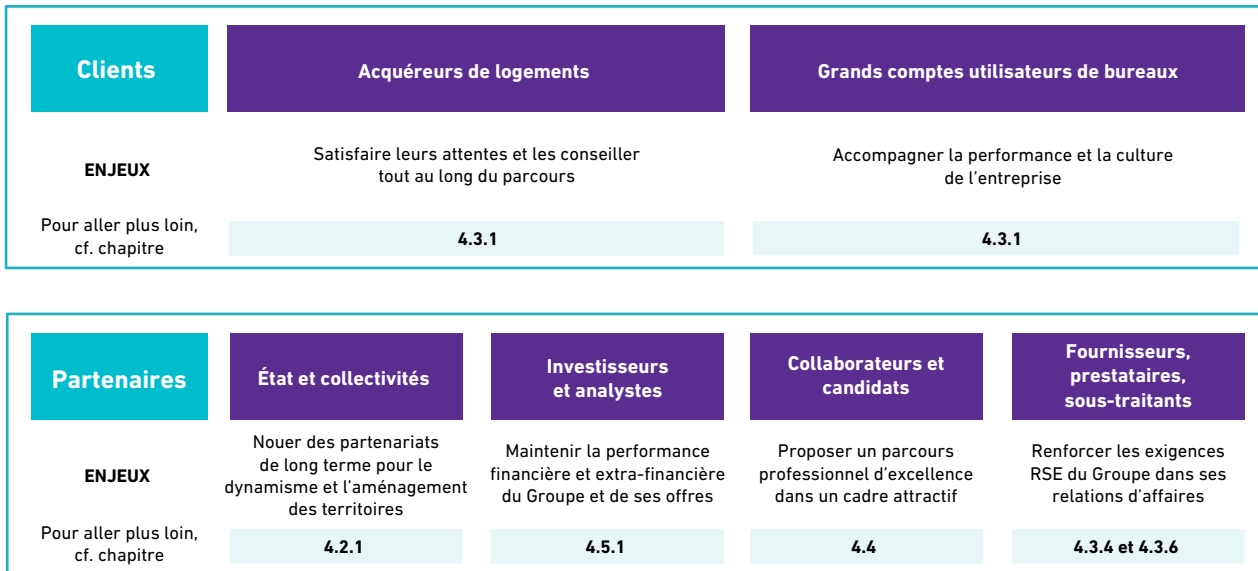 Clients
Acquéreurs de logements
Grands comptes utilisateurs de bureaux
ENJEUX
Satisfaire leurs attentes et les conseiller
tout au long du parcours
Accompagner la performance et la culture
de l’entreprise
Pour aller plus loin,
cf. chapitre
4.3.1
4.3.1
Partenaires
État et collectivités
Investisseurs
et analystes
Collaborateurs et
candidats
Fournisseurs,
prestataires,
sous-traitants
ENJEUX
Nouer des partenariats
de long terme pour le
dynamisme et l’aménagement
des territoires
Maintenir la performance
financière et extra-financière
du Groupe et de ses offres
Proposer un parcours
professionnel d’excellence
dans un cadre attractif
Renforcer les exigences
RSE du Groupe dans ses
relations d’affaires
Pour aller plus loin,
cf. chapitre
4.2.1
4.5.1
4.4
4.3.4 et 4.3.6